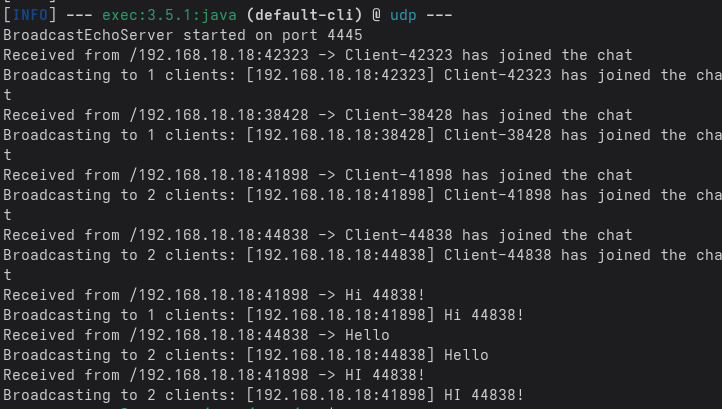 [INFO] --- exec:3.5.1:java (default-cli) @ udp ---
BroadcastEchoServer started on port 4445
Received from /192.168.18.18:42323 -> Client-42323 has joined the chat
Broadcasting to 1 clients: [192.168.18.18:42323] Client-42323 has joined the cha
t
Received from /192.168.18.18:38428 -> Client-38428 has joined the chat
Broadcasting to 1 clients: [192.168.18.18:38428] Client-38428 has joined the cha
t
Received from /192.168.18.18:41898 -> Client-41898 has joined the chat
Broadcasting to 2 clients: [192.168.18.18:41898] Client-41898 has joined the cha
t
Received from /192.168.18.18:44838 -> Client-44838 has joined the chat
Broadcasting to 2 clients: [192.168.18.18:44838] Client-44838 has joined the cha
t
Received from /192.168.18.18:41898 -> Hi 44838!
Broadcasting to 1 clients: [192.168.18.18:41898] Hi 44838!
Received from /192.168.18.18:44838 -> Hello
Broadcasting to 2 clients: [192.168.18.18:44838] Hello
Received from /192.168.18.18:41898 -> HI 44838!
Broadcasting to 2 clients: [192.168.18.18:41898] HI 44838!